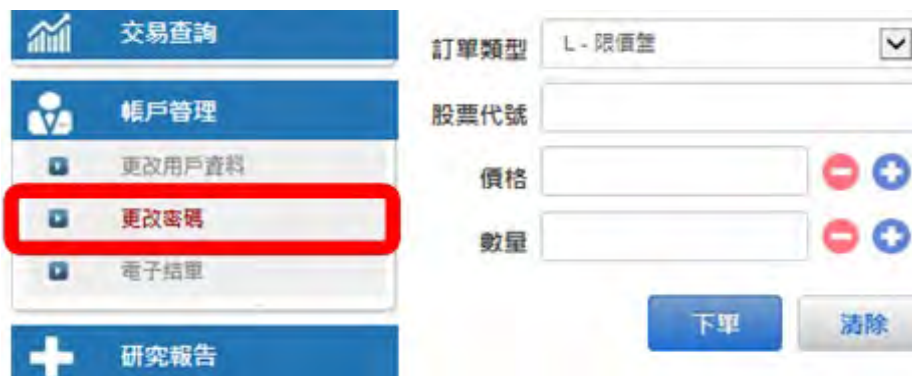 交易查詢
帳戶管理
更改用戶資料
更改密碼
電子結單
研究報告
訂單類型
L - 限價盤
股票代號
價格
數量
下單
清除